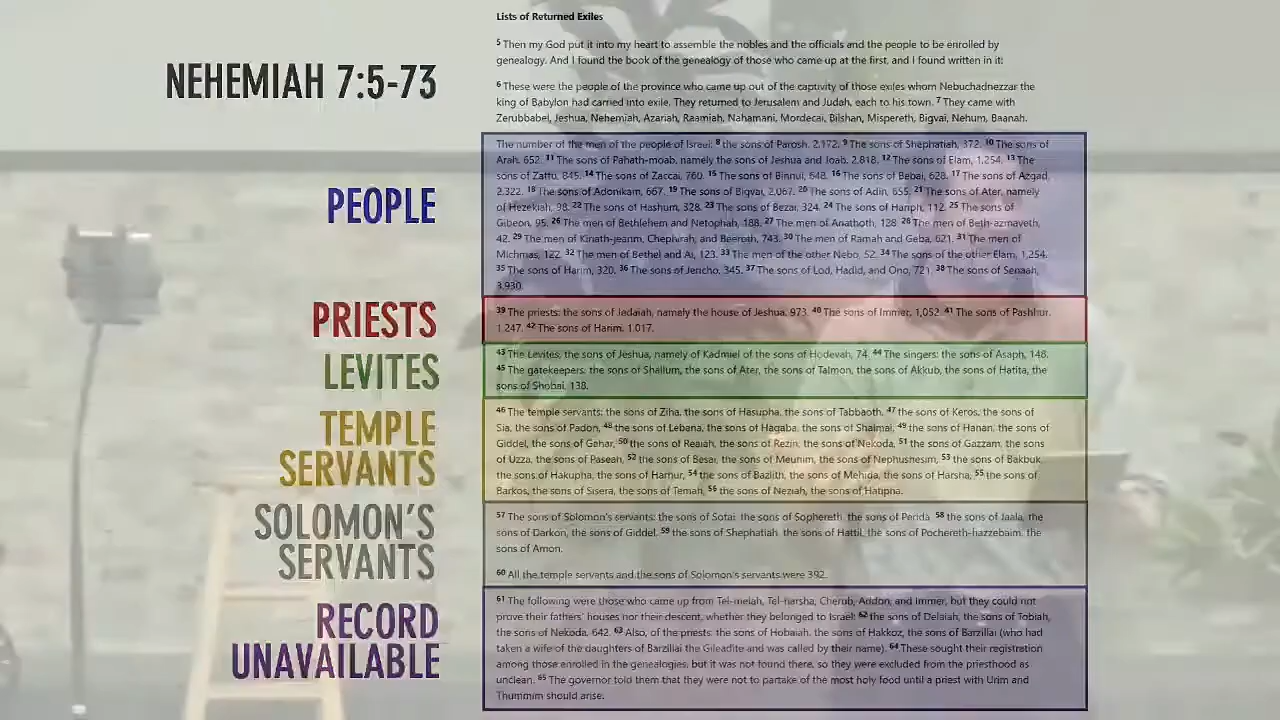 Lists of Returned Exiles
NEHEMIAH 7:5-73
5 Then my God put it into my heart to assemble the nobles and the officials and the people to be enrolled by
genealogy. And I found the book of the genealogy of those who came up at the first, and I found written in it:
6 These were the people of the province who came up out of the captivity of those exiles whom Nebuchadnezzar the
king of Babylon had carried into exile. They returned to Jerusalem and Judah, each to his town. 7 They came with
Zerubbabel, Jeshua, Nehemiah, Azariah, Raamiah, Nahamani, Mordecai, Bilshan, Mispereth, Bigvai, Nehum, Baanah.
PEOPLE
The number of the men of the people of Israel: 8 the sons of Parosh, 2,172. 9 The sons of Shephatiah, 372. 10 The sons of
Arah, 652. 11 The sons of Pahath-moab, namely the sons of Jeshua and Joab, 2,818. 12 The sons of Elam, 1,254. 13 The
sons of Zattu, 845. 14 The sons of Zaccai, 760. 15 The sons of Binnui, 648. 16 The sons of Bebai, 628. 17 The sons of Azgad,
2,322. 18 The sons of Adonikam, 667. 19 The sons of Bigvai, 2,067. 20 The sons of Adin, 655. 21 The sons of Ater, namely
of Hezekiah, 98. 22 The sons of Hashum, 328. 23 The sons of Bezai, 324. 24 The sons of Hariph, 112. 25 The sons of
Gibeon, 95. 26 The men of Bethlehem and Netophah, 188. 27 The men of Anathoth, 128. 28 The men of Beth-azmaveth,
42. 29 The men of Kiriath-jearim, Chephirah, and Beeroth, 743. 30 The men of Ramah and Geba, 621. 31 The men of
Michmas, 122. 32 The men of Bethel and Ai, 123. 33 The men of the other Nebo, 52. 34 The sons of the other Elam, 1,254.
35 The sons of Harim, 320. 36 The sons of Jericho, 345. 37 The sons of Lod, Hadid, and Ono, 721. 38 The sons of Senaah,
3,930.
PRIESTS
39 The priests: the sons of Jedaiah, namely the house of Jeshua, 973. 40 The sons of Immer, 1,052. 41 The sons of Pashhur,
1,247. 42 The sons of Harim, 1,017.
LEVITES
43 The Levites: the sons of Jeshua, namely of Kadmiel of the sons of Hodevah, 74. 44 The singers: the sons of Asaph, 148.
45 The gatekeepers: the sons of Shallum, the sons of Ater, the sons of Talmon, the sons of Akkub, the sons of Hatita, the
sons of Shobai, 138.
TEMPLE
SERVANTS
46 The temple servants: the sons of Ziha, the sons of Hasupha, the sons of Tabbaoth, 47 the sons of Keros, the sons of
Sia, the sons of Padon, 48 the sons of Lebana, the sons of Hagaba, the sons of Shalmai, 49 the sons of Hanan, the sons of
Giddel, the sons of Gahar, 50 the sons of Reaiah, the sons of Rezin, the sons of Nekoda, 51 the sons of Gazzam, the sons
of Uzza, the sons of Paseah, 52 the sons of Besai, the sons of Meunim, the sons of Nephushesim, 53 the sons of Bakbuk,
the sons of Hakupha, the sons of Harhur, 54 the sons of Bazlith, the sons of Mehida, the sons of Harsha, 55 the sons of
Barkos, the sons of Sisera, the sons of Temah, 56 the sons of Neziah, the sons of Hatipha.
SOLOMON'S
SERVANTS
57 The sons of Solomon's servants: the sons of Sotai, the sons of Sophereth, the sons of Perida, 58 the sons of Jaala, the
sons of Darkon, the sons of Giddel, 59 the sons of Shephatiah, the sons of Hattil, the sons of Pochereth-hazzebaim, the
sons of Amon.
60 All the temple servants and the sons of Solomon's servants were 392.
RECORD
UNAVAILABLE
61 The following were those who came up from Tel-melah, Tel-harsha, Cherub, Addon, and Immer, but they could not
prove their fathers' houses nor their descent, whether they belonged to Israel: 62 the sons of Delaiah, the sons of Tobiah,
the sons of Nekoda, 642. 63 Also, of the priests: the sons of Hobaiah, the sons of Hakkoz, the sons of Barzillai (who had
taken a wife of the daughters of Barzillai the Gileadite and was called by their name). 64 These sought their registration
among those enrolled in the genealogies, but it was not found there, so they were excluded from the priesthood as
unclean. 65 The governor told them that they were not to partake of the most holy food until a priest with Urim and
Thummim should arise.